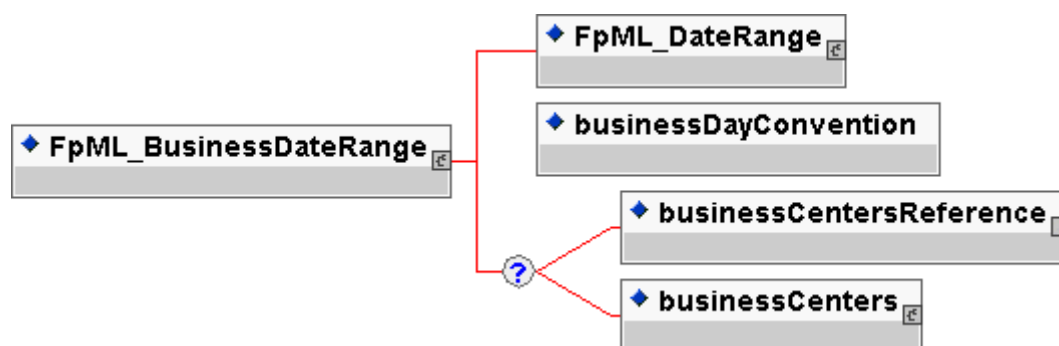 FpML_DateRange
businessDayConvention
FpML_BusinessDateRange
businessCentersReference
?
businessCenters